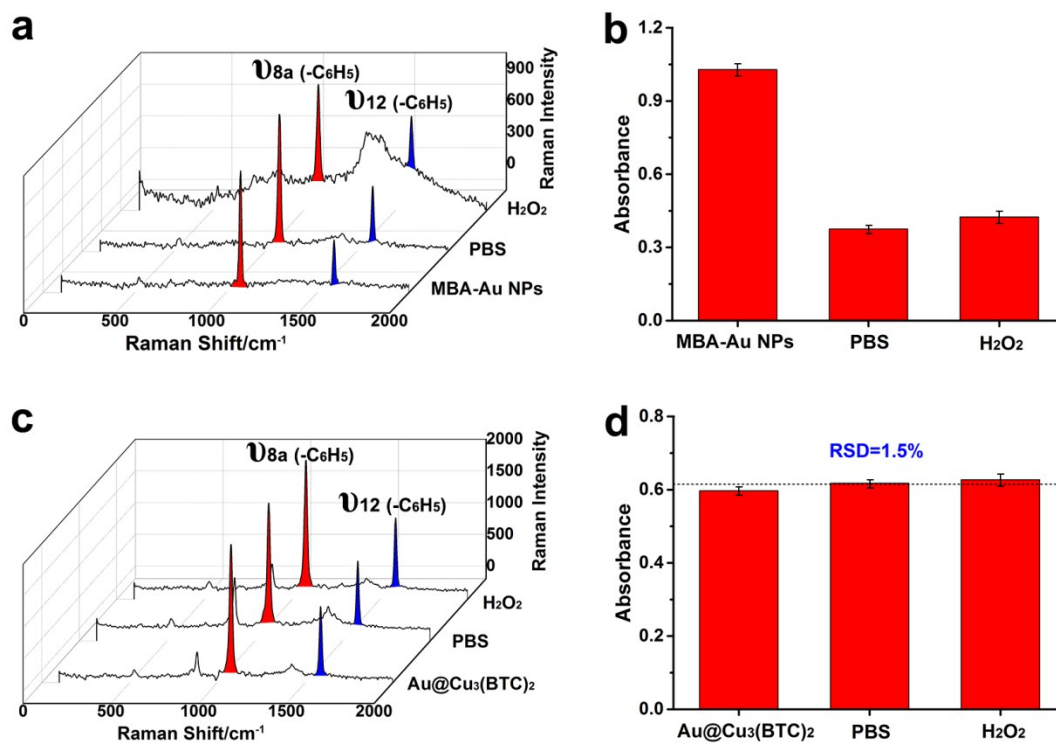 a
υ8a (-C6H5)
υ12 (-C6H5)
900
600
300
0
Raman Intensity
H2O2
PBS
MBA-Au NPs
0 500 1000 1500 2000
Raman Shift/cm-1
b
1.2
0.9
0.6
0.3
0.0
Absorbance
MBA-Au NPs PBS H2O2
c
υ8a (-C6H5)
υ12 (-C6H5)
2000
1500
1000
500
0
Raman Intensity
H2O2
PBS
Au@Cu3(BTC)2
0 500 1000 1500 2000
Raman Shift/cm-1
d
0.8
0.6
0.4
0.2
0.0
Absorbance
RSD=1.5%
Au@Cu3(BTC)2 PBS H2O2